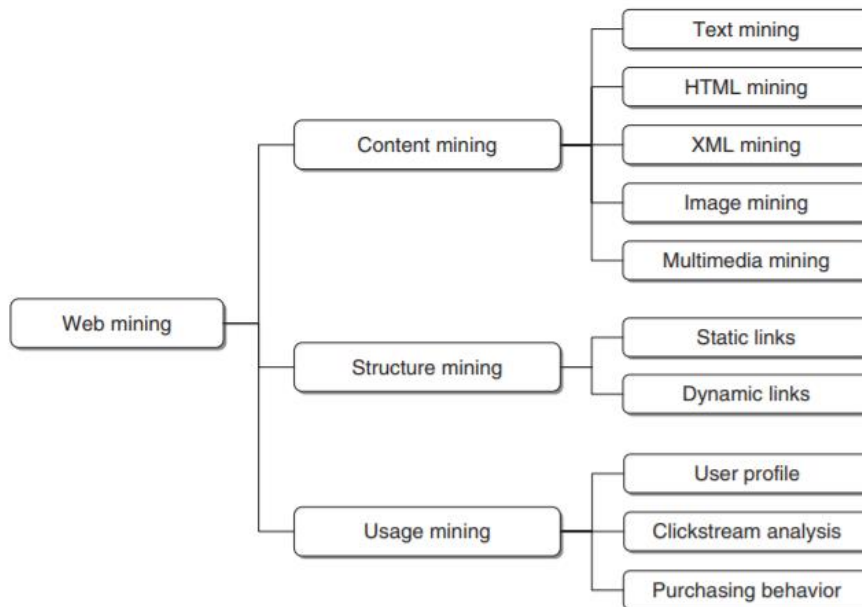 Web mining
Content mining
Text mining
HTML mining
XML mining
Image mining
Multimedia mining
Structure mining
Static links
Dynamic links
Usage mining
User profile
Clickstream analysis
Purchasing behavior